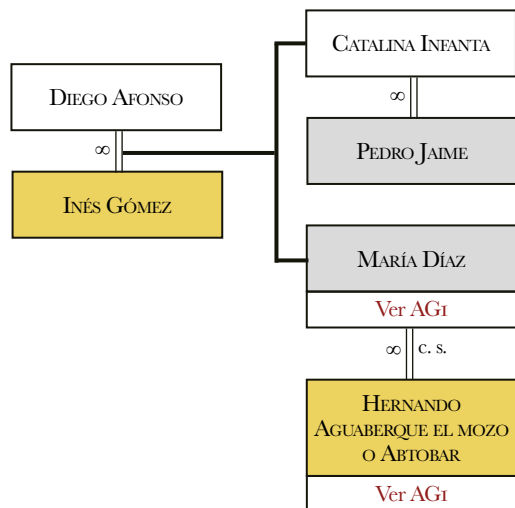 Diego Afonso
∞
Inés Gómez
Catalina Infanta
∞
Pedro Jaime
María Díaz
Ver AG1
∞ c. s.
Hernando
Aguaberque el mozo
o Abtobar
Ver AG1